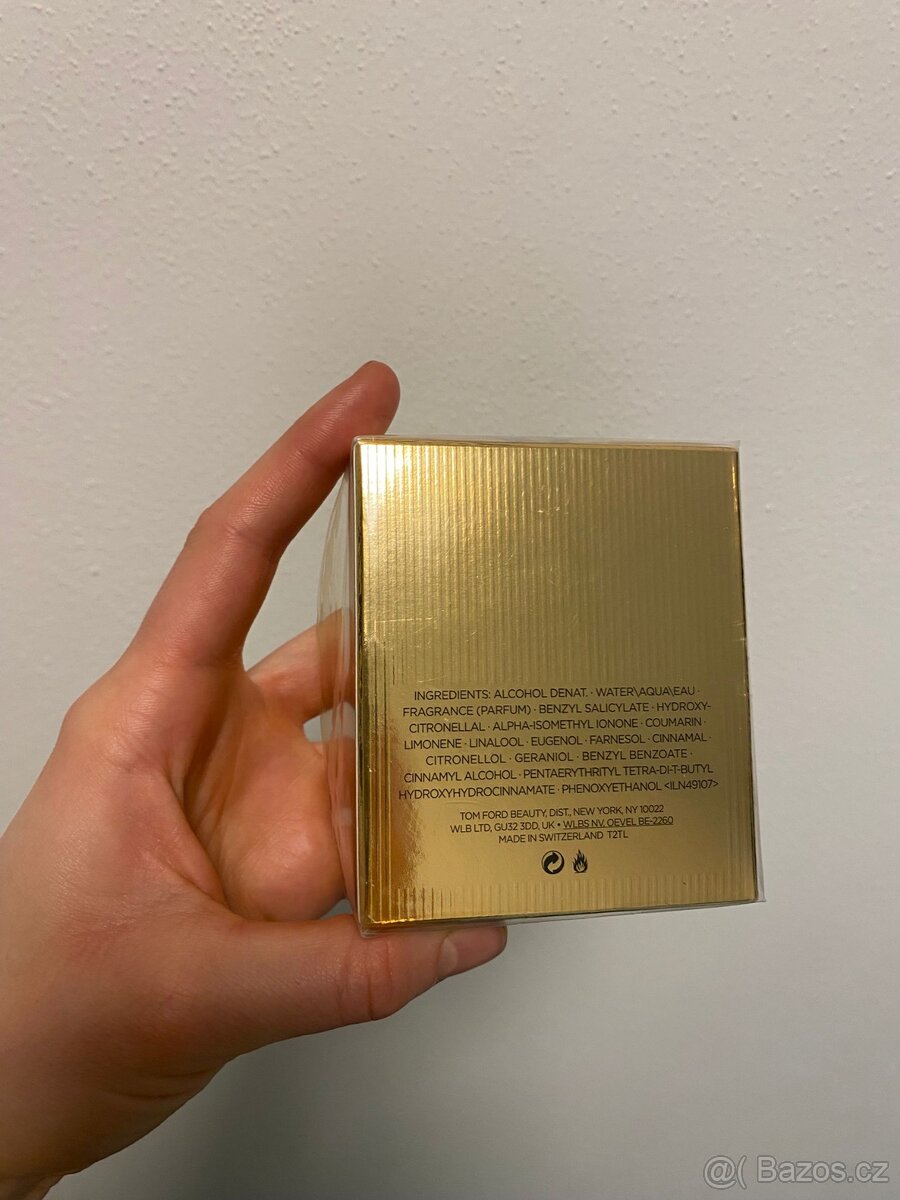 INGREDIENTS: ALCOHOL DENAT. · WATER\AQUA\EAU ·
FRAGRANCE (PARFUM) · BENZYL SALICYLATE · HYDROXY-
CITRONELLAL · ALPHA-ISOMETHYL IONONE · COUMARIN ·
LIMONENE · LINALOOL · EUGENOL · FARNESOL · CINNAMAL ·
CITRONELLOL · GERANIOL · BENZYL BENZOATE ·
CINNAMYL ALCOHOL · PENTAERYTHRITYL TETRA-DI-T-BUTYL
HYDROXYHYDROCINNAMATE · PHENOXYETHANOL <ILN49107>
TOM FORD BEAUTY, DIST., NEW YORK, NY 10022
WLB LTD, GU32 3DD, UK • WLBS NV, OEVEL BE-2260
MADE IN SWITZERLAND T2TL
@( Bazos.cz